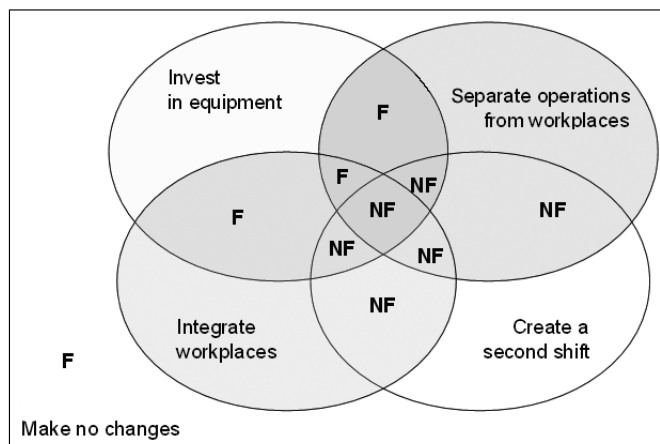 Invest
in equipment
F
Separate operations
from workplaces
F
NF
F
NF
NF
NF
NF
NF
Integrate
workplaces
Create a
second shift
F
Make no changes